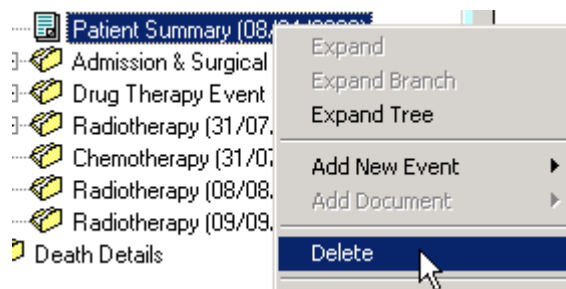 Patient Summary (08/
Admission & Surgical
Drug Therapy Event
Radiotherapy (31/07.
Chemotherapy (31/07
Radiotherapy (08/08.
Radiotherapy (09/09.
Death Details
Expand
Expand Branch
Expand Tree
Add New Event
Add Document
Delete